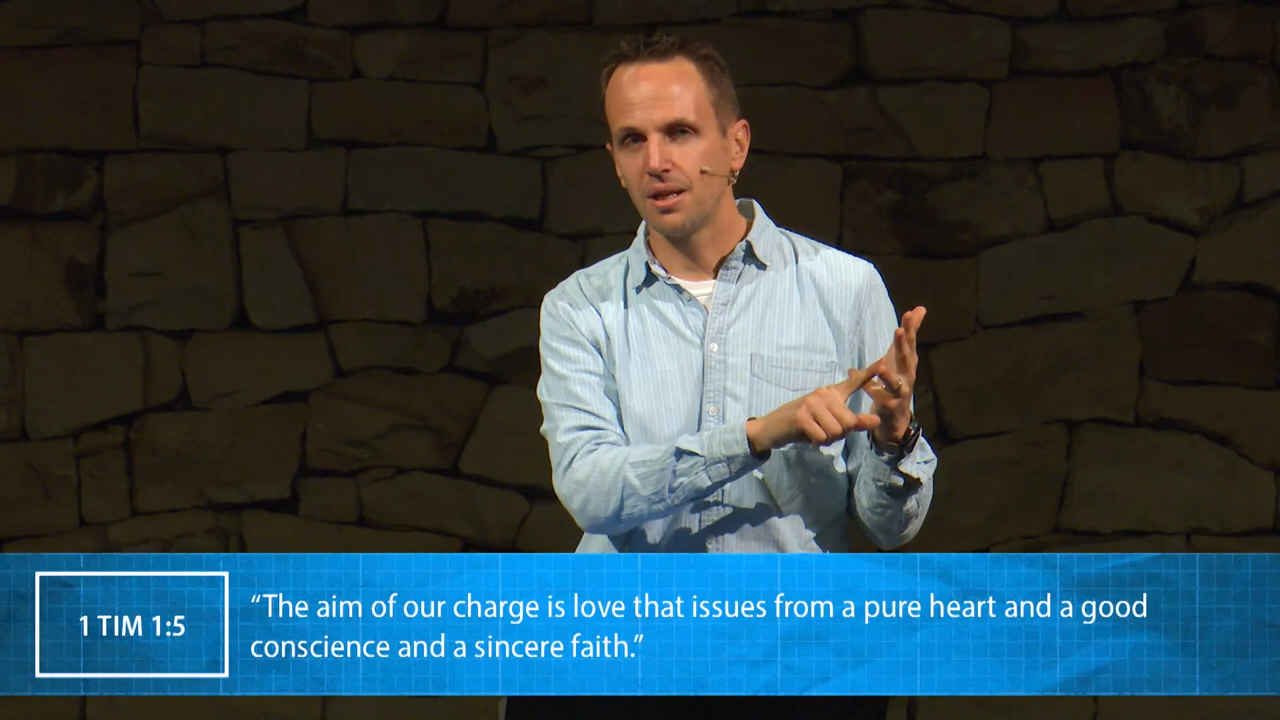 1 TIM 1:5
“The aim of our charge is love that issues from a pure heart and a good
conscience and a sincere faith.”